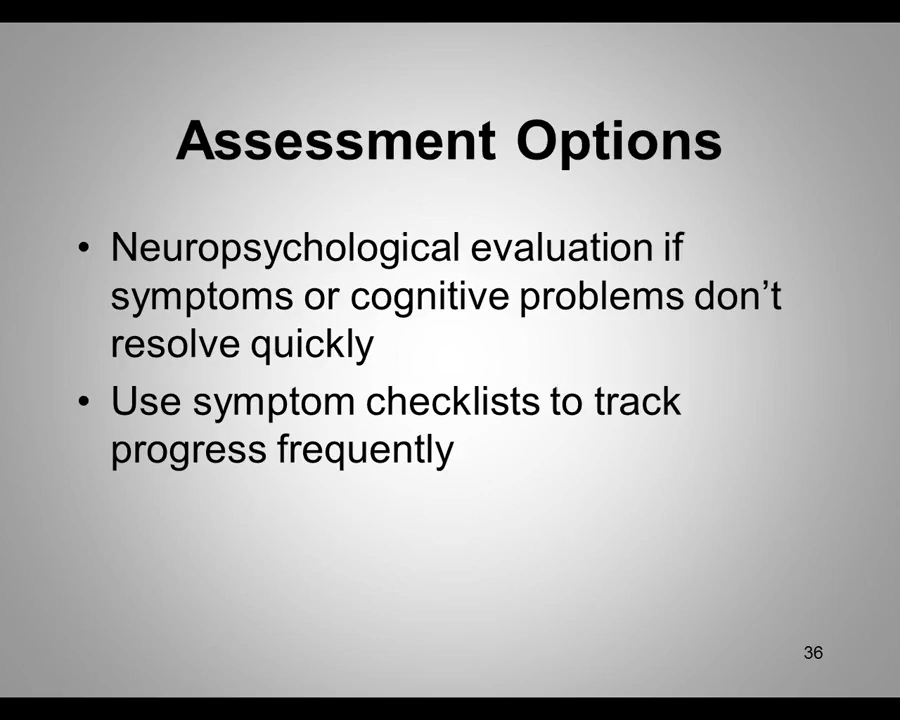 Assessment Options
• Neuropsychological evaluation if
symptoms or cognitive problems don’t
resolve quickly
• Use symptom checklists to track
progress frequently
36